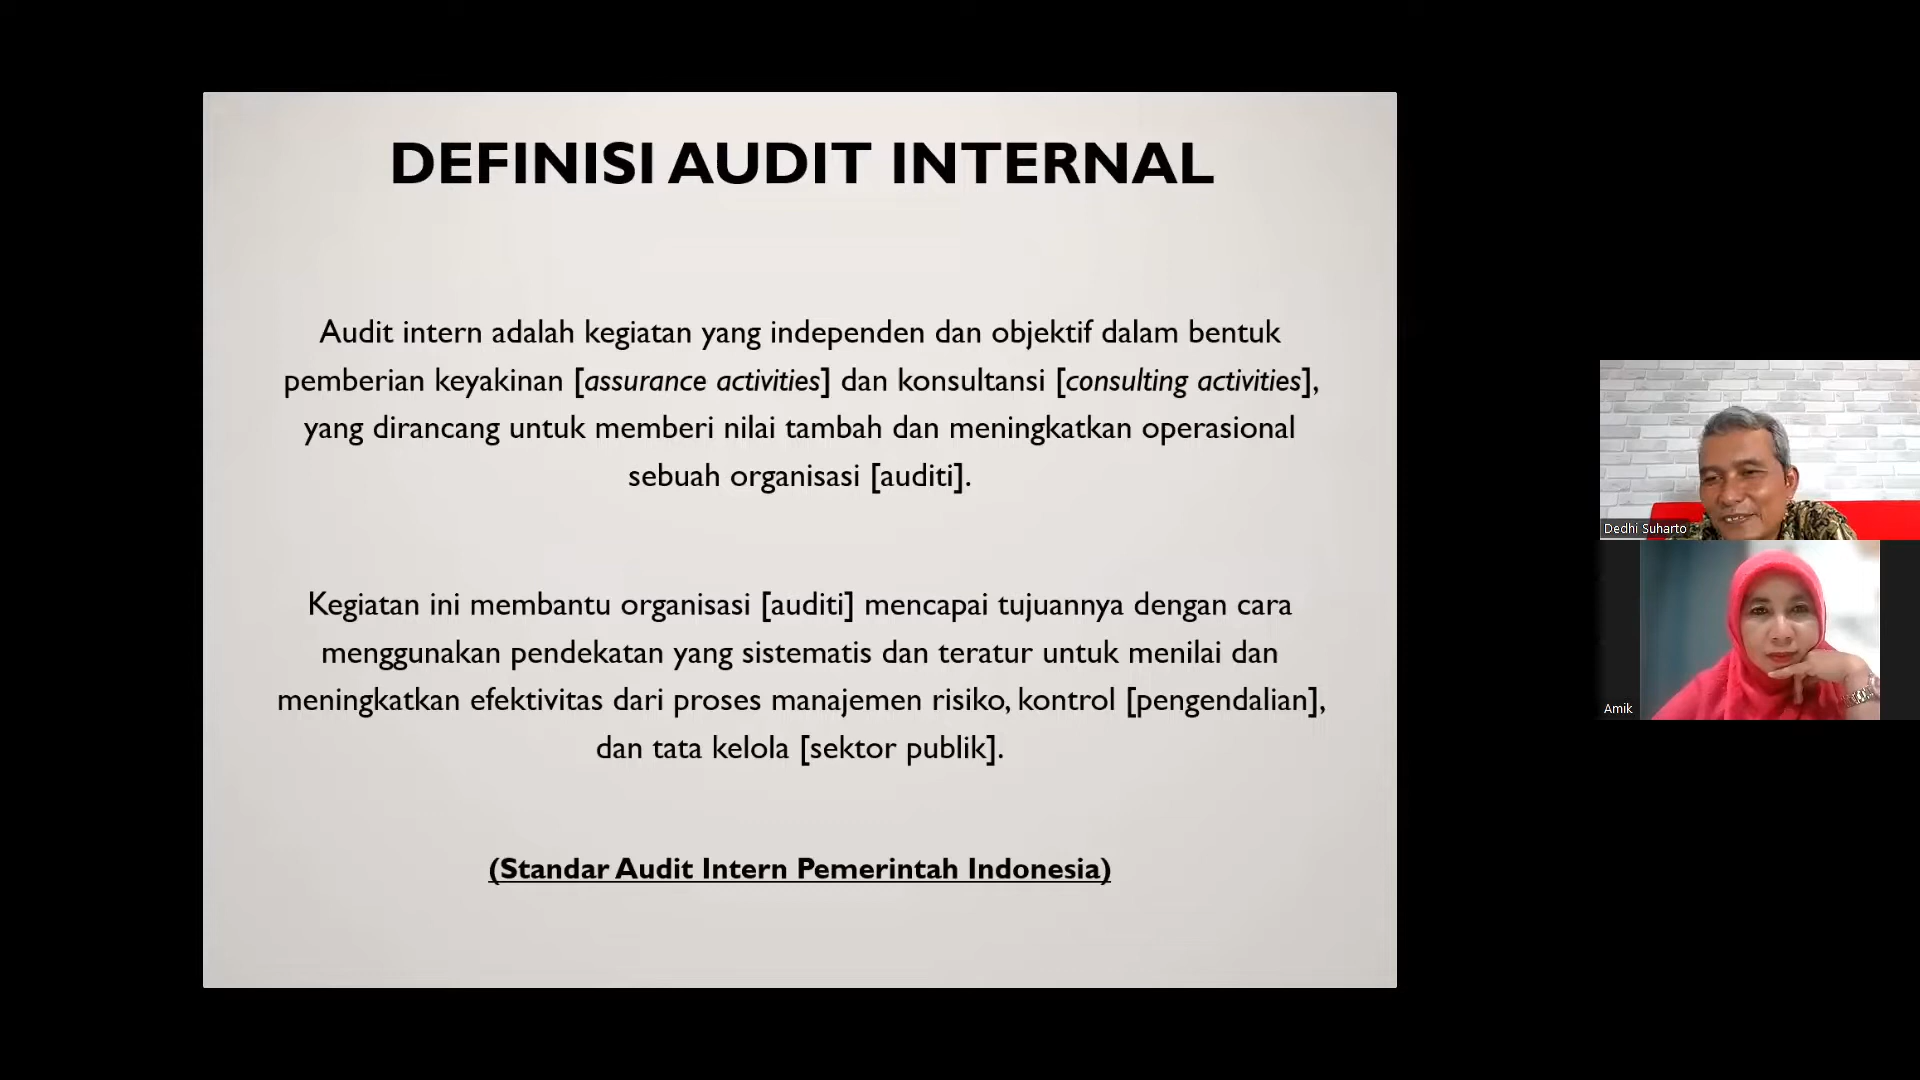 DEFINISI AUDIT INTERNAL
Audit intern adalah kegiatan yang independen dan objektif dalam bentuk
pemberian keyakinan [assurance activities] dan konsultansi [consulting activities],
yang dirancang untuk memberi nilai tambah dan meningkatkan operasional
sebuah organisasi [auditi].
Kegiatan ini membantu organisasi [auditi] mencapai tujuannya dengan cara
menggunakan pendekatan yang sistematis dan teratur untuk menilai dan
meningkatkan efektivitas dari proses manajemen risiko, kontrol [pengendalian],
dan tata kelola [sektor publik].
(Standar Audit Intern Pemerintah Indonesia)
Dedhi Suharto
Amik